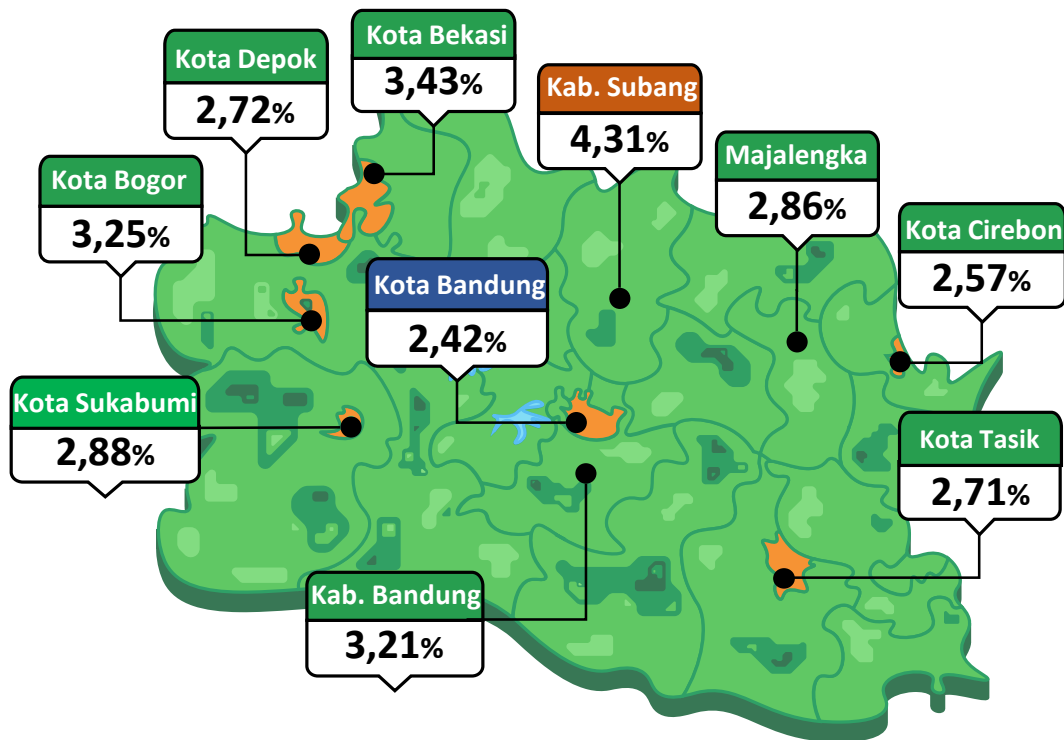 Kota Bekasi
3,43%
Kota Depok
2,72%
Kab. Subang
4,31%
Majalengka
2,86%
Kota Bogor
3,25%
Kota Cirebon
2,57%
Kota Bandung
2,42%
Kota Sukabumi
2,88%
Kota Tasik
2,71%
Kab. Bandung
3,21%